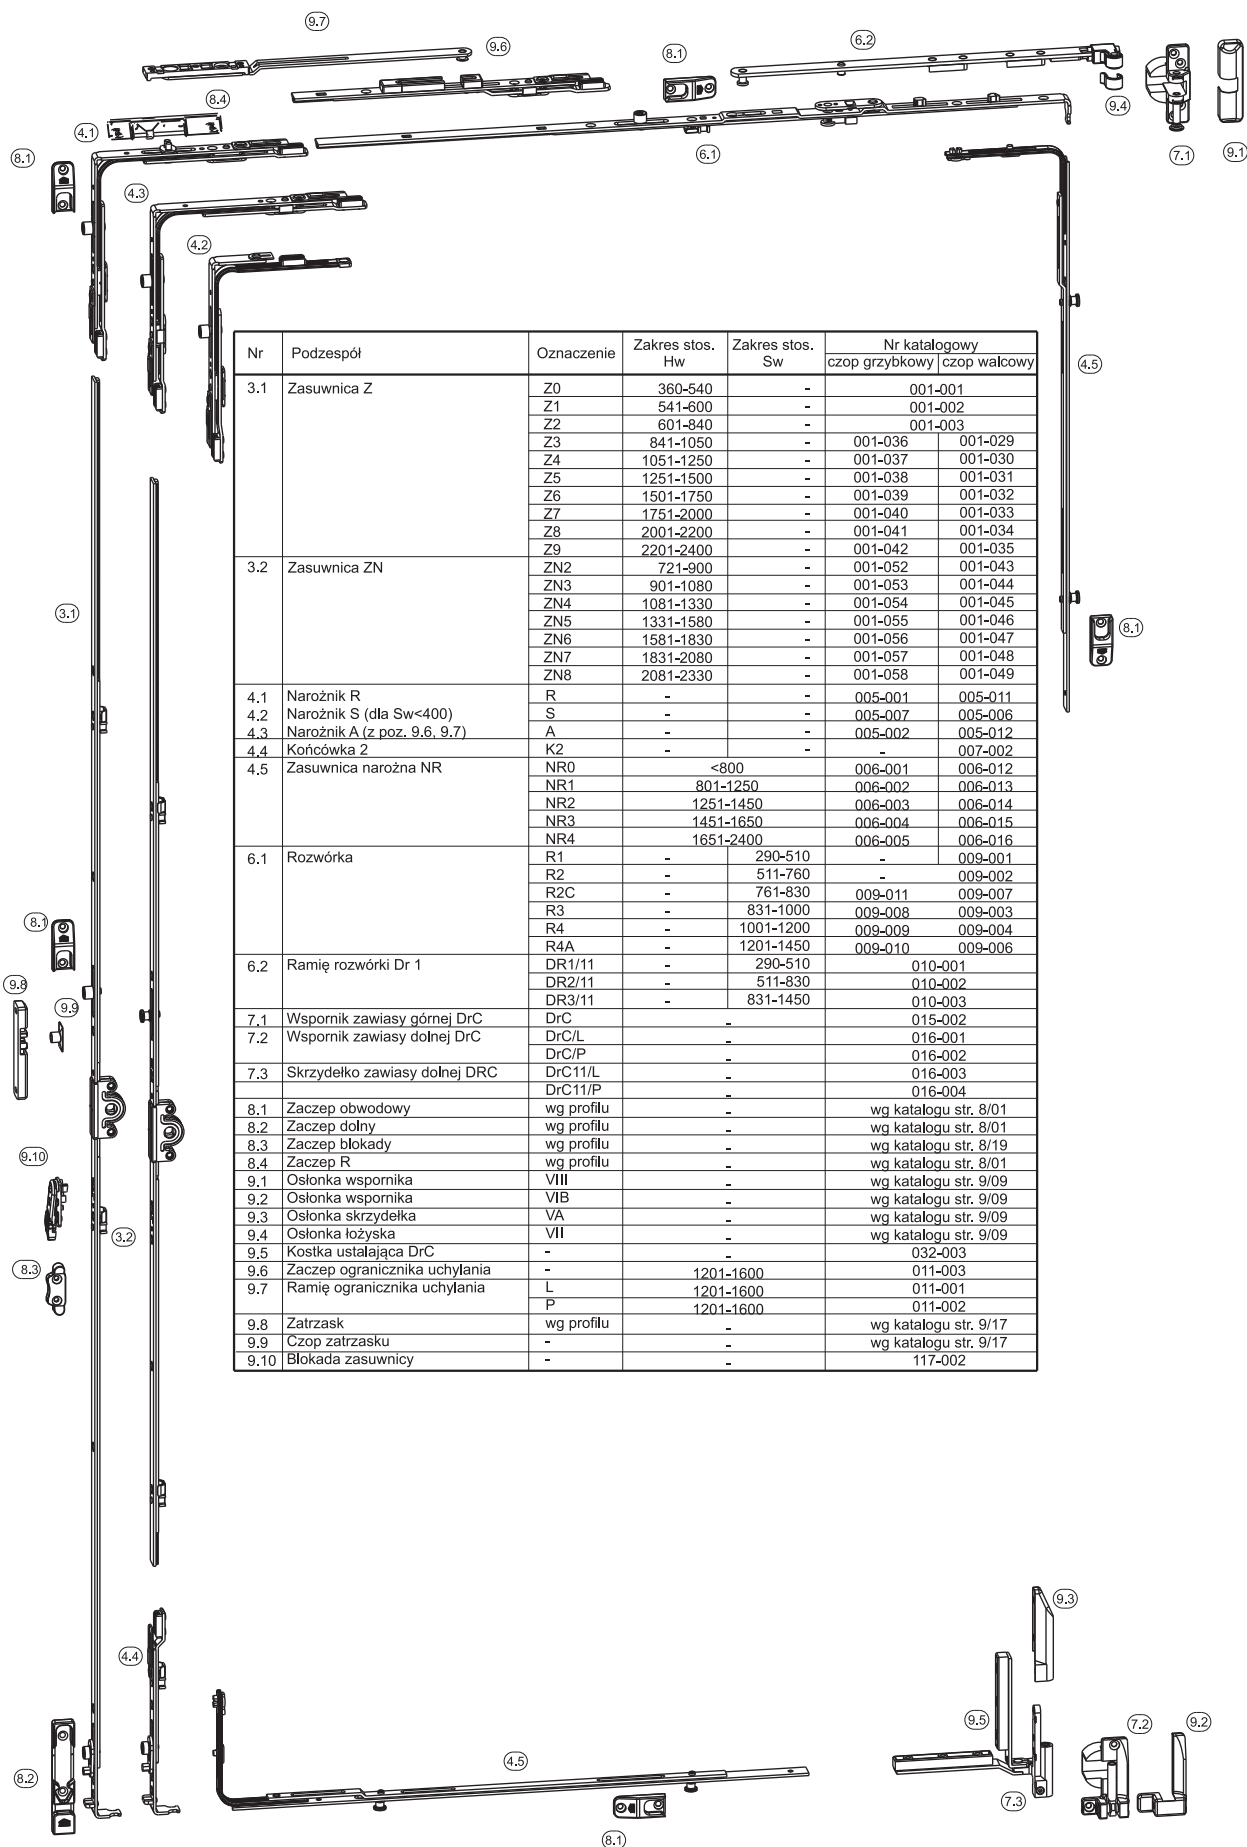 9.7
9.6
8.1
6.2
8.4
4.1
8.1
6.1
9.4
7.1
9.1
4.3
4.2
4.5
3.1
8.1
8.1
9.8
9.9
9.10
3.2
8.3
Nr Podzespół Oznaczenie Zakres stos. Hw Zakres stos. Sw Nr katalogowy
czop grzybkowy czop walcowy
3.1 Zasuwnica Z Z0 360-540 - 001-001
Z1 541-600 - 001-002
Z2 601-840 - 001-003
Z3 841-1050 - 001-036 001-029
Z4 1051-1250 - 001-037 001-030
Z5 1251-1500 - 001-038 001-031
Z6 1501-1750 - 001-039 001-032
Z7 1751-2000 - 001-040 001-033
Z8 2001-2200 - 001-041 001-034
Z9 2201-2400 - 001-042 001-035
3.2 Zasuwnica ZN ZN2 721-900 - 001-052 001-043
ZN3 901-1080 - 001-053 001-044
ZN4 1081-1330 - 001-054 001-045
ZN5 1331-1580 - 001-055 001-046
ZN6 1581-1830 - 001-056 001-047
ZN7 1831-2080 - 001-057 001-048
ZN8 2081-2330 - 001-058 001-049
4.1 Narożnik R R - - 005-001 005-011
4.2 Narożnik S (dla Sw<400) S - - 005-007 005-006
4.3 Narożnik A (z poz. 9.6, 9.7) A - - 005-002 005-012
4.4 Końcówka 2 K2 - - - 007-002
4.5 Zasuwnica narożna NR NR0 <800 006-001 006-012
NR1 801-1250 006-002 006-013
NR2 1251-1450 006-003 006-014
NR3 1451-1650 006-004 006-015
NR4 1651-2400 006-005 006-016
6.1 Rozwórka R1 - 290-510 - 009-001
R2 - 511-760 - 009-002
R2C - 761-830 009-011 009-007
R3 - 831-1000 009-008 009-003
R4 - 1001-1200 009-009 009-004
R4A - 1201-1450 009-010 009-006
6.2 Ramię rozwórki Dr 1 DR1/11 - 290-510 010-001
DR2/11 - 511-830 010-002
DR3/11 - 831-1450 010-003
7.1 Wspornik zawiasy górnej DrC DrC - 015-002
7.2 Wspornik zawiasy dolnej DrC DrC/L - 016-001
DrC/P - 016-002
7.3 Skrzydełko zawiasy dolnej DRC DrC11/L - 016-003
DrC11/P - 016-004
8.1 Zaczep obwodowy wg profilu - wg katalogu str. 8/01
8.2 Zaczep dolny wg profilu - wg katalogu str. 8/01
8.3 Zaczep blokady wg profilu - wg katalogu str. 8/19
8.4 Zaczep R wg profilu - wg katalogu str. 8/01
9.1 Osłonka wspornika VIII - wg katalogu str. 9/09
9.2 Osłonka wspornika VIB - wg katalogu str. 9/09
9.3 Osłonka skrzydełka VA - wg katalogu str. 9/09
9.4 Osłonka łożyska VII - wg katalogu str. 9/09
9.5 Kostka ustalająca DrC - - 032-003
9.6 Zaczep ogranicznika uchylania - 1201-1600 011-003
9.7 Ramię ogranicznika uchylania L 1201-1600 011-001
P 1201-1600 011-002
9.8 Zatrzask wg profilu - wg katalogu str. 9/17
9.9 Czop zatrzasku - - wg katalogu str. 9/17
9.10 Blokada zasuwnicy - - 117-002
9.3
4.4
9.5
7.2
9.2
8.2
4.5
7.3
8.1